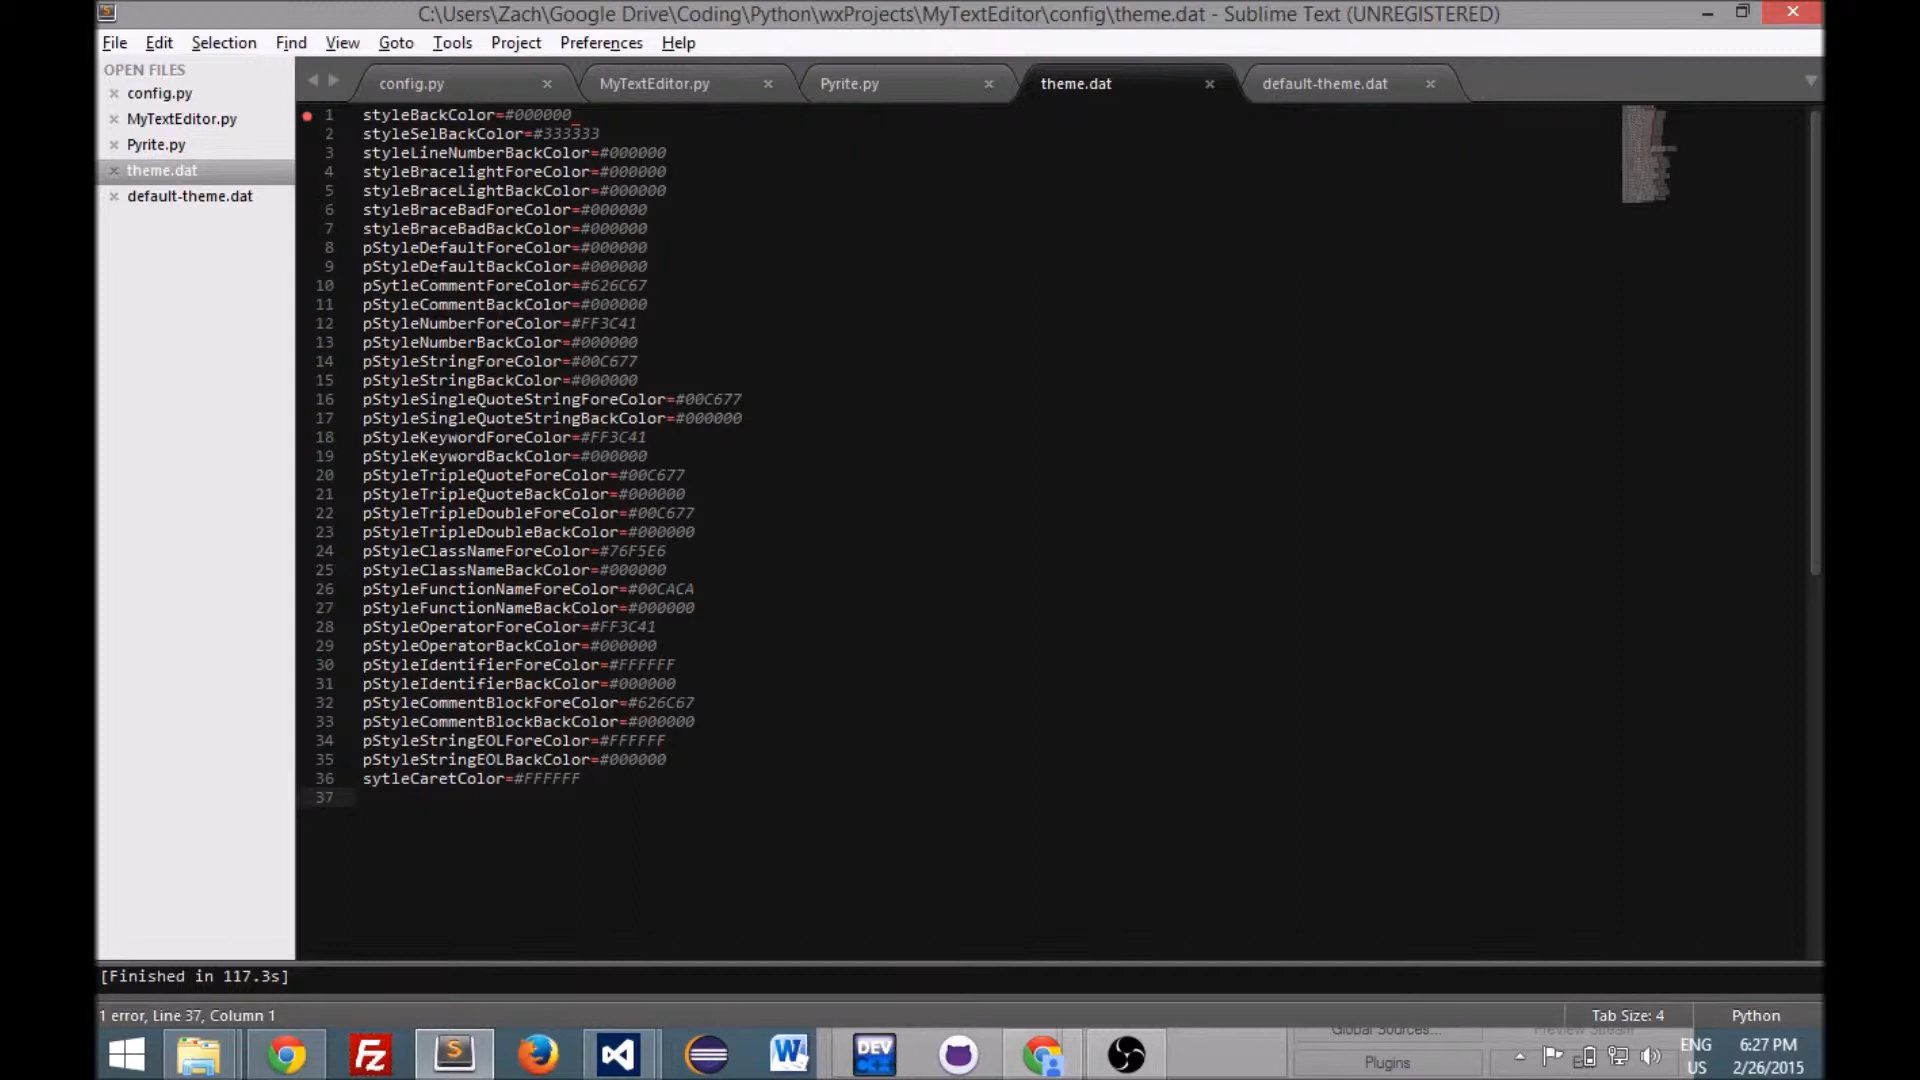 C:\Users\Zach\Google Drive\Coding\Python\wxProjects\MyTextEditor\config\theme.dat - Sublime Text (UNREGISTERED)
File Edit Selection Find View Goto Tools Project Preferences Help
OPEN FILES
config.py
MyTextEditor.py
Pyrite.py
theme.dat
default-theme.dat
config.py MyTextEditor.py Pyrite.py theme.dat default-theme.dat
1 styleBackColor=#000000
2 styleSelBackColor=#333333
3 styleLineNumberBackColor=#000000
4 styleBracelightForeColor=#000000
5 styleBraceLightBackColor=#000000
6 styleBraceBadForeColor=#000000
7 styleBraceBadBackColor=#000000
8 pStyleDefaultForeColor=#000000
9 pStyleDefaultBackColor=#000000
10 pSytleCommentForeColor=#626C67
11 pStyleCommentBackColor=#000000
12 pStyleNumberForeColor=#FF3C41
13 pStyleNumberBackColor=#000000
14 pStyleStringForeColor=#00C677
15 pStyleStringBackColor=#000000
16 pStyleSingleQuoteStringForeColor=#00C677
17 pStyleSingleQuoteStringBackColor=#000000
18 pStyleKeywordForeColor=#FF3C41
19 pStyleKeywordBackColor=#000000
20 pStyleTripleQuoteForeColor=#00C677
21 pStyleTripleQuoteBackColor=#000000
22 pStyleTripleDoubleForeColor=#00C677
23 pStyleTripleDoubleBackColor=#000000
24 pStyleClassNameForeColor=#76F5E6
25 pStyleClassNameBackColor=#000000
26 pStyleFunctionNameForeColor=#00CACA
27 pStyleFunctionNameBackColor=#000000
28 pStyleOperatorForeColor=#FF3C41
29 pStyleOperatorBackColor=#000000
30 pStyleIdentifierForeColor=#FFFFFF
31 pStyleIdentifierBackColor=#000000
32 pStyleCommentBlockForeColor=#626C67
33 pStyleCommentBlockBackColor=#000000
34 pStyleStringEOLForeColor=#FFFFFF
35 pStyleStringEOLBackColor=#000000
36 sytleCaretColor=#FFFFFF
37
[Finished in 117.3s]
1 error, Line 37, Column 1 Tab Size: 4 Python
Global Sources... Preview Stream
Plugins
ENG 6:27 PM
US 2/26/2015
DEV
C++